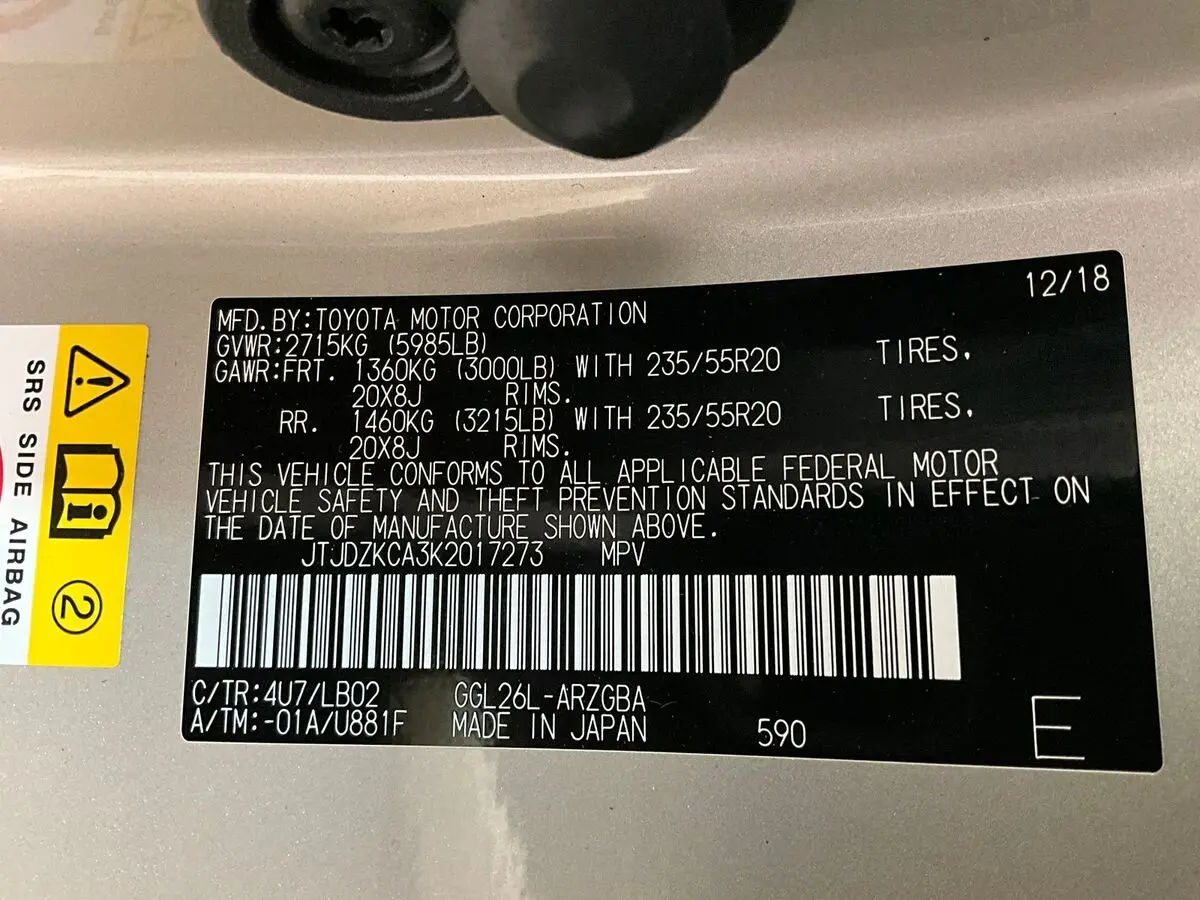 12/18
MFD.BY:TOYOTA MOTOR CORPORATION
GVWR:2715KG (5985LB)
GAWR:FRT. 1360KG (3000LB) WITH 235/55R20 TIRES,
20X8J RIMS.
RR. 1460KG (3215LB) WITH 235/55R20 TIRES,
20X8J RIMS.
THIS VEHICLE CONFORMS TO ALL APPLICABLE FEDERAL MOTOR
VEHICLE SAFETY AND THEFT PREVENTION STANDARDS IN EFFECT ON
THE DATE OF MANUFACTURE SHOWN ABOVE.
JTJDZKCA3K2017273 MPV
C/TR:4U7/LB02 GGL26L-ARZGBA
A/TM:-01A/U881F MADE IN JAPAN 590 E
SRS SIDE AIRBAG
2